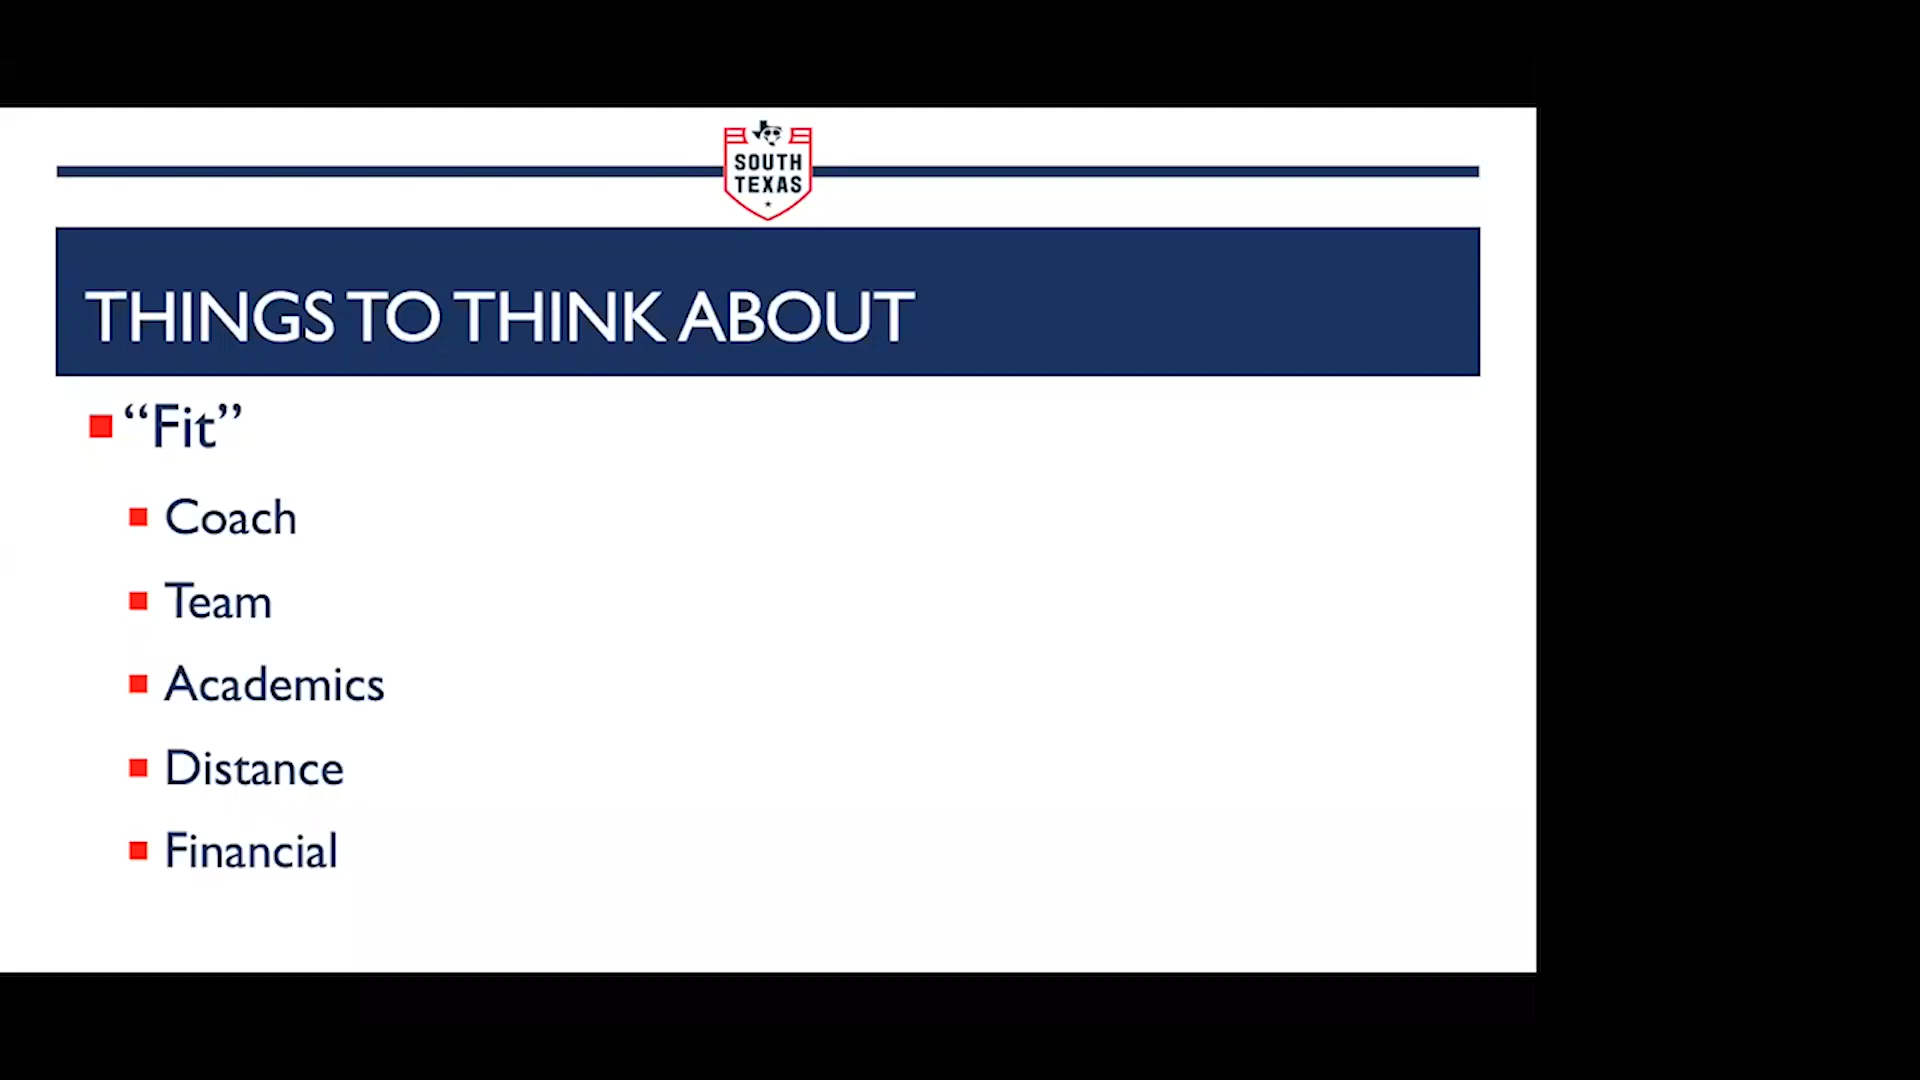 SOUTH
TEXAS
THINGS TO THINK ABOUT
“Fit”
Coach
Team
Academics
Distance
Financial